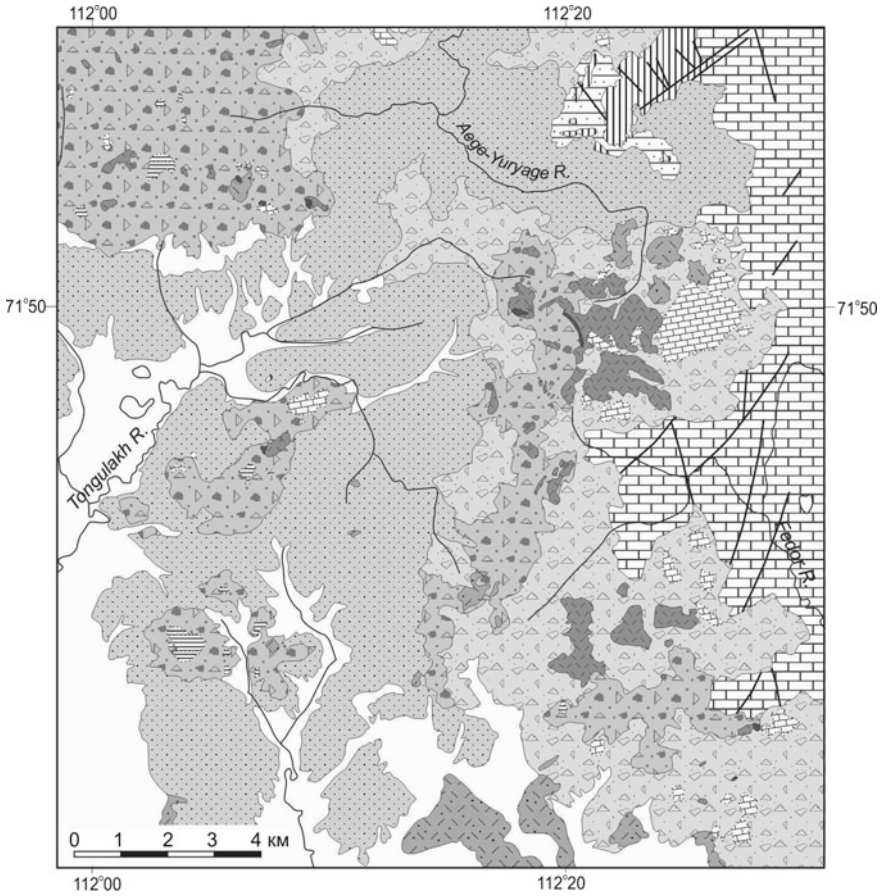 112°00 112°20
Aege-Yuryage R.
71°50 71°50
Tongulakh R.
Fedor R.
0 1 2 3 4 км
112°00 112°20